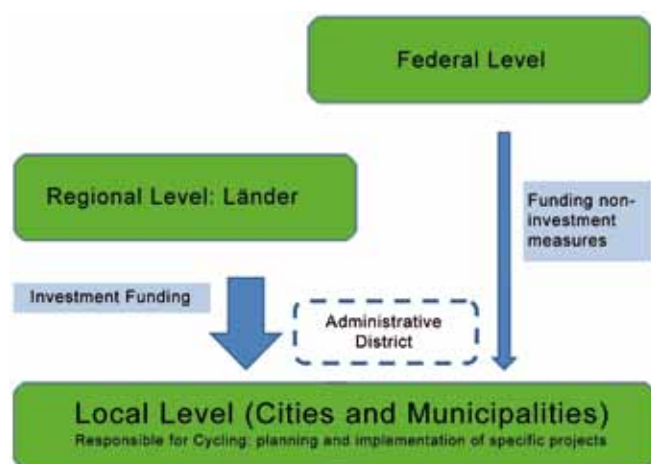 Federal Level
Regional Level: Länder
Funding non-
investment
measures
Investment Funding
Administrative
District
Local Level (Cities and Municipalities)
Responsible for Cycling: planning and implementation of specific projects